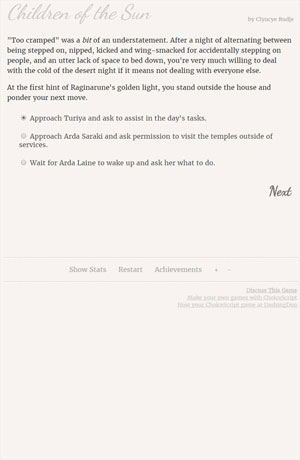 Children of the Sun
by Clynrye Rudje
"Too cramped" was a bit of an understatement. After a night of alternating between
being stepped on, nipped, kicked and wing-smacked for accidentally stepping on
people, and an utter lack of space to bed down, you're very much willing to deal
with the cold of the desert night if it means not dealing with everyone else.
At the first hint of Raginarune's golden light, you stand outside the house and
ponder your next move.
Approach Turiya and ask to assist in the day's tasks.
Approach Arda Saraki and ask permission to visit the temples outside of
services.
Wait for Arda Laine to wake up and ask her what to do.
Next
Show Stats Restart Achievements + -
Discuss This Game
Make your own games with ChoiceScript
Host your ChoiceScript game at DashingDon